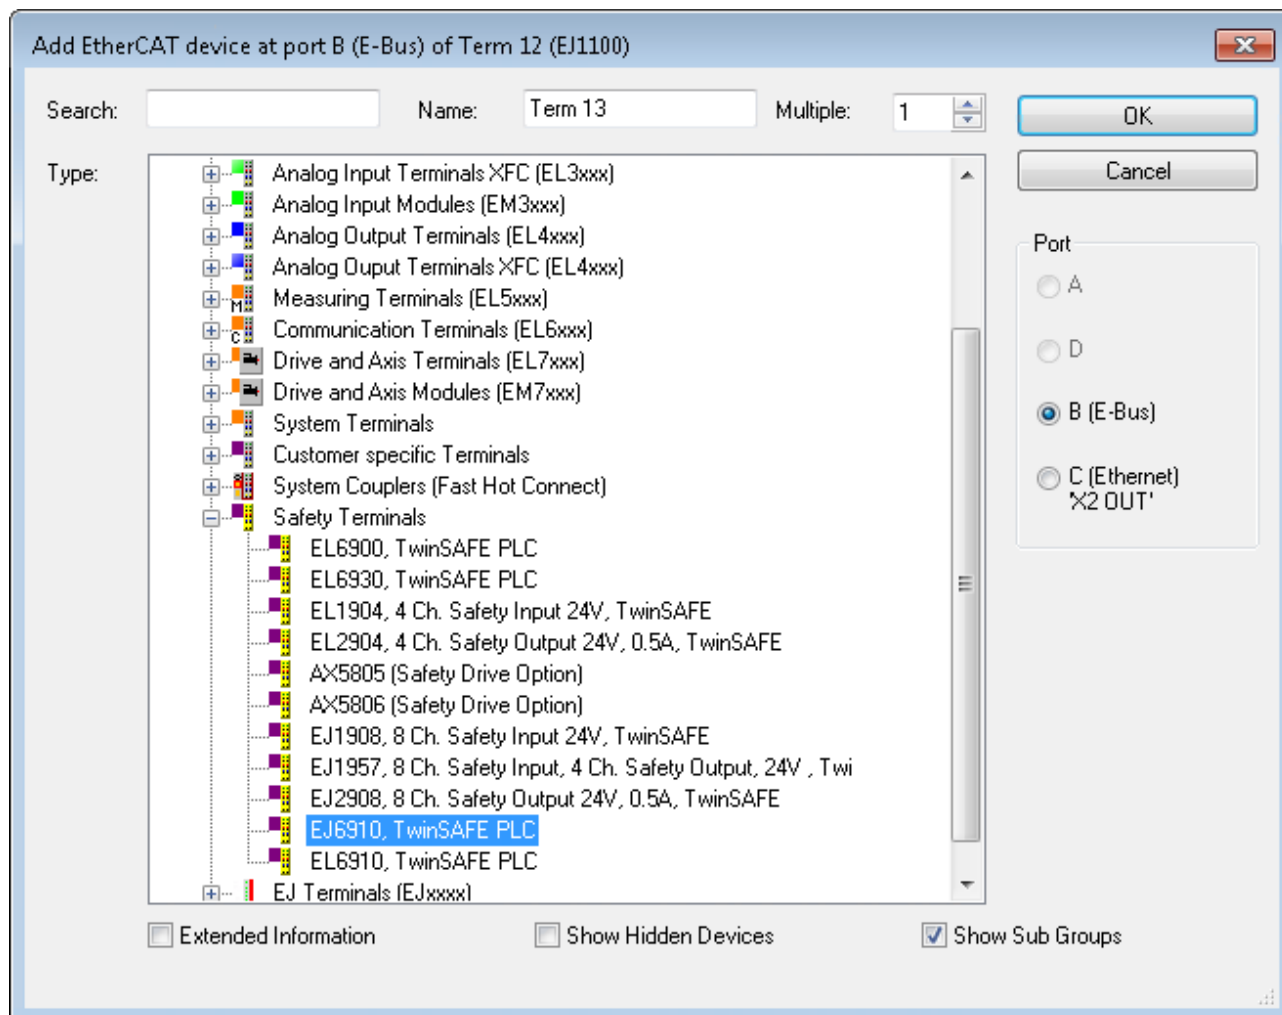 Add EtherCAT device at port B (E-Bus) of Term 12 (EJ1100)
Search: Name: Term 13 Multiple: 1 OK
Type: Cancel
Analog Input Terminals XFC (EL3xxx)
Analog Input Modules (EM3xxx)
Analog Output Terminals (EL4xxx)
Analog Ouput Terminals XFC (EL4xxx)
M Measuring Terminals (EL5xxx)
C Communication Terminals (EL6xxx)
Drive and Axis Terminals (EL7xxx)
Drive and Axis Modules (EM7xxx)
System Terminals
Customer specific Terminals
System Couplers (Fast Hot Connect)
Safety Terminals
EL6900, TwinSAFE PLC
EL6930, TwinSAFE PLC
EL1904, 4 Ch. Safety Input 24V, TwinSAFE
EL2904, 4 Ch. Safety Output 24V, 0.5A, TwinSAFE
AX5805 (Safety Drive Option)
AX5806 (Safety Drive Option)
EJ1908, 8 Ch. Safety Input 24V, TwinSAFE
EJ1957, 8 Ch. Safety Input, 4 Ch. Safety Output, 24V , Twi
EJ2908, 8 Ch. Safety Output 24V, 0.5A, TwinSAFE
EJ6910, TwinSAFE PLC
EL6910, TwinSAFE PLC
EJ Terminals (EJxxxx)
Port
A
D
B (E-Bus)
C (Ethernet)
'X2 OUT'
Extended Information Show Hidden Devices Show Sub Groups